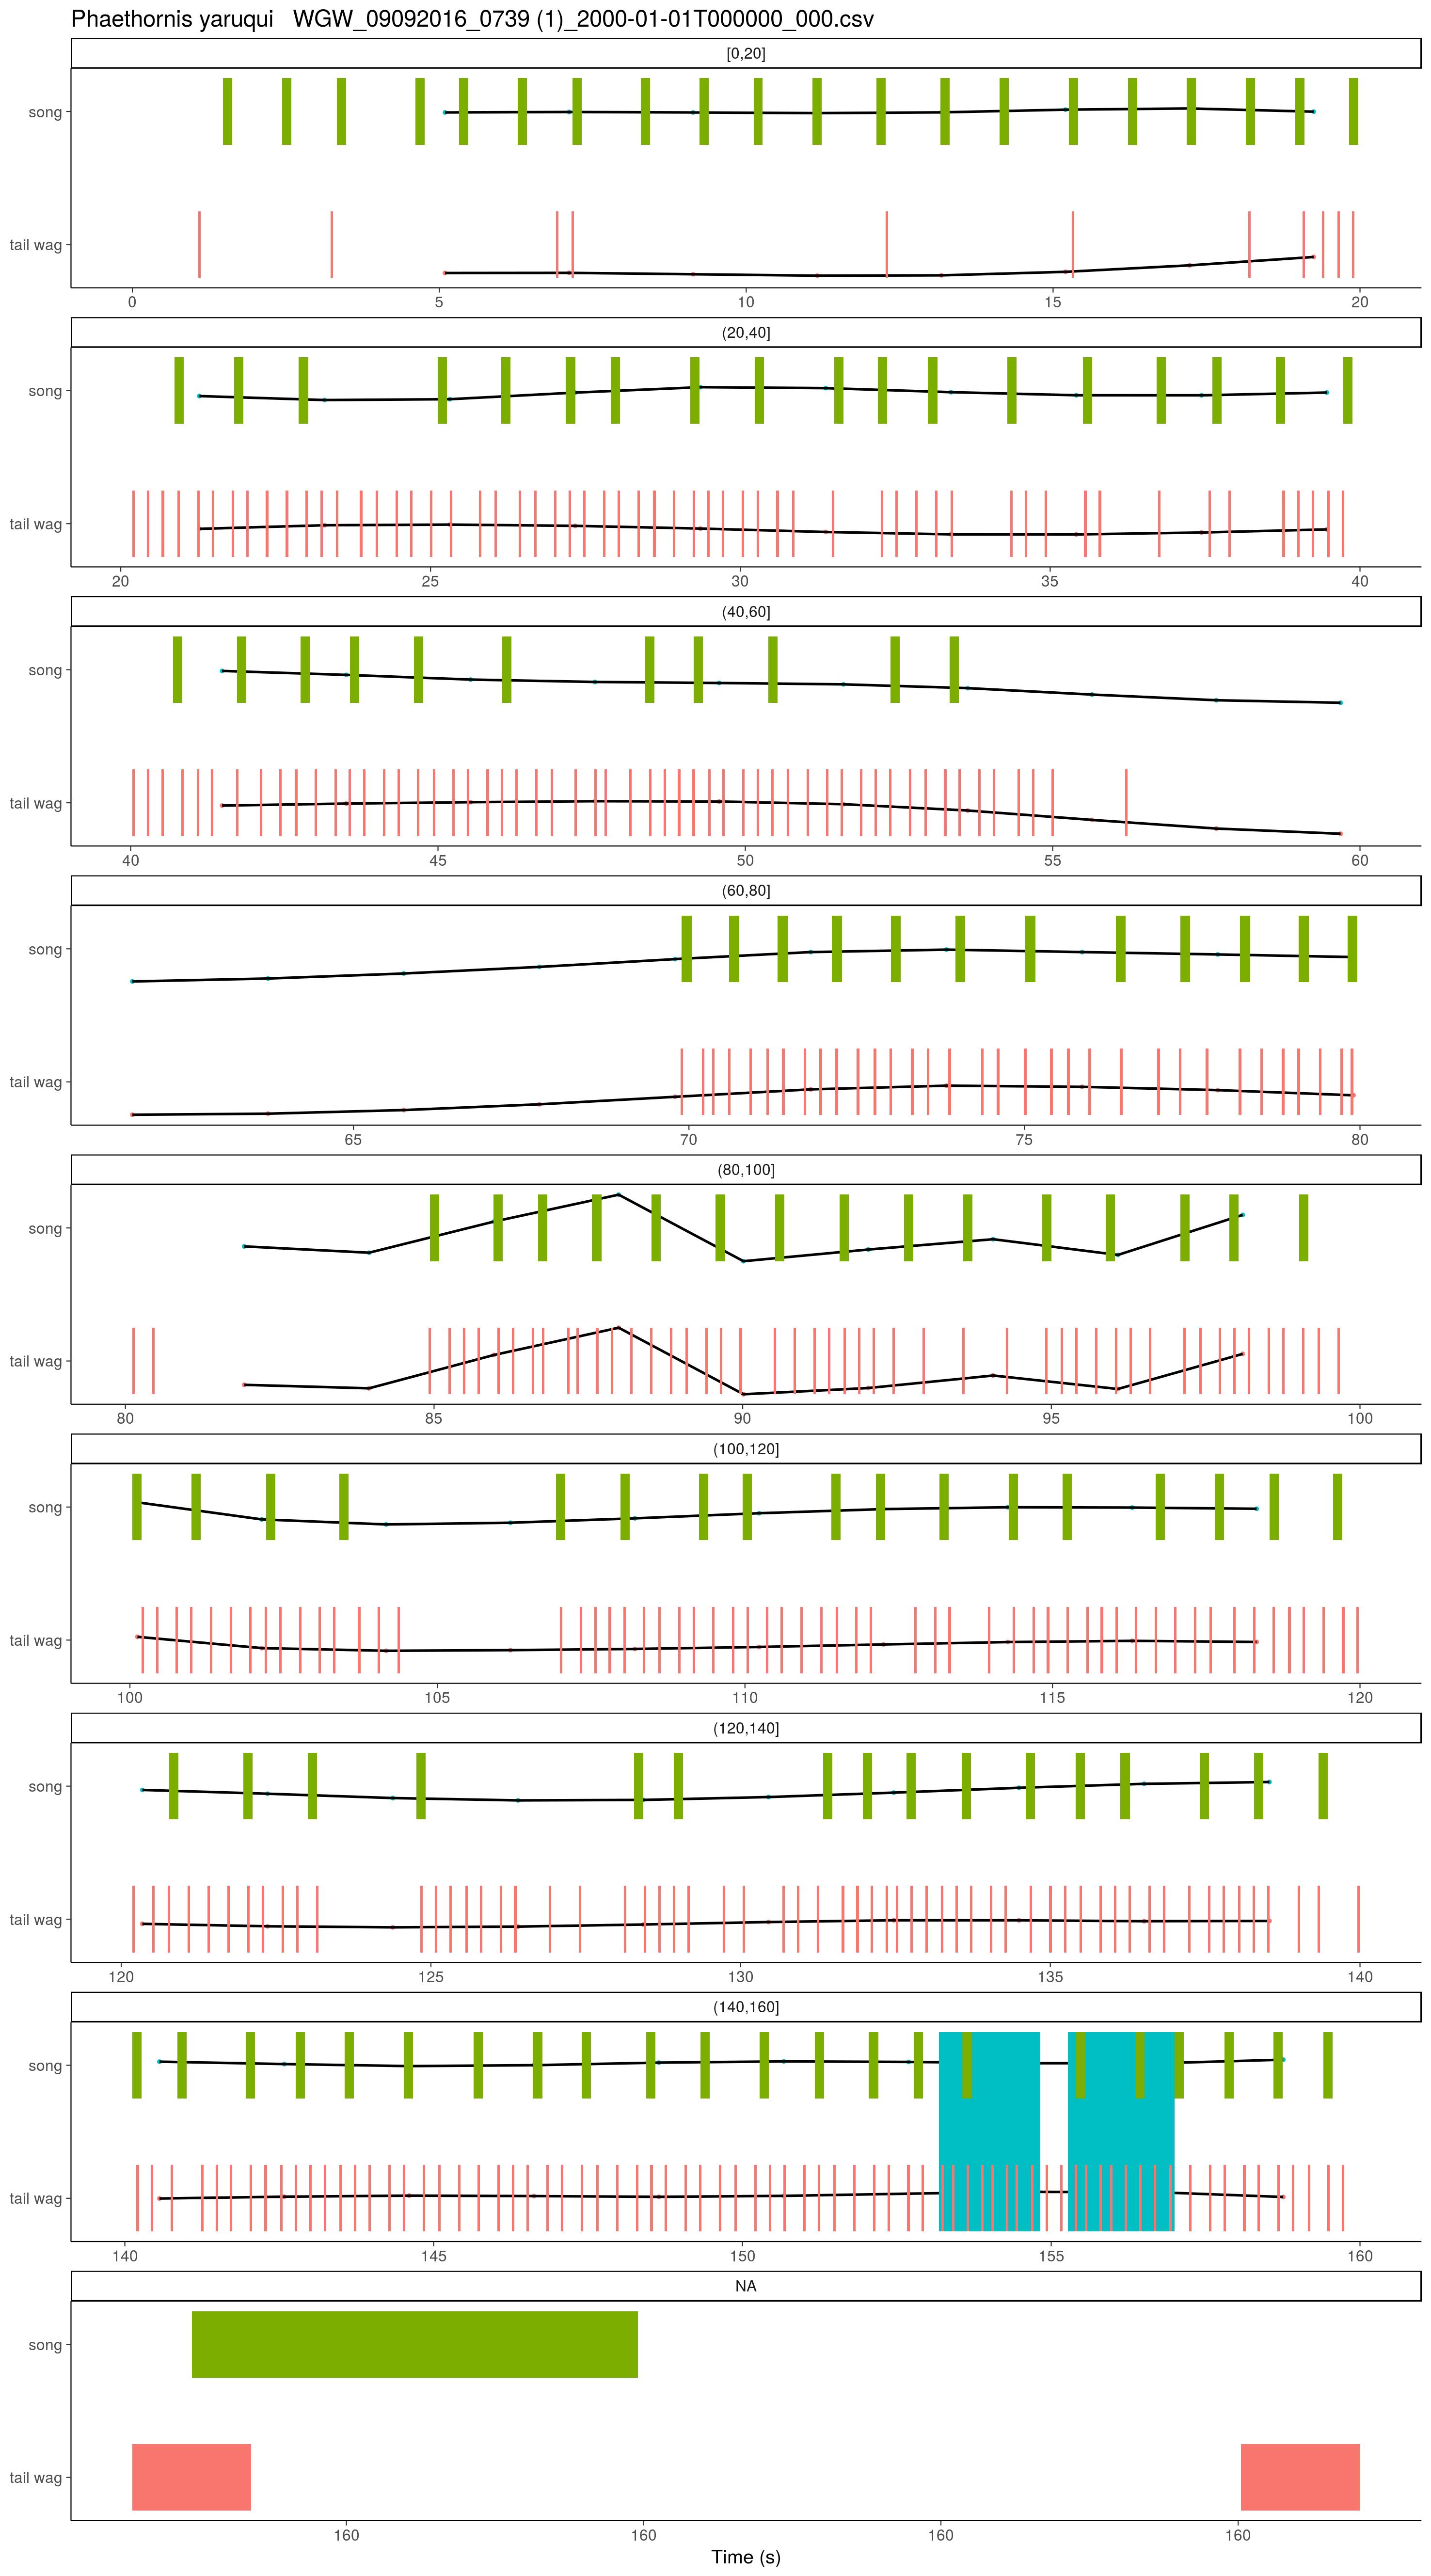 Phaethornis yaruqui   WGW_09092016_0739 (1)_2000-01-01T000000_000.csv
[0,20]
song
tail wag
0 5 10 15 20
(20,40]
song
tail wag
20 25 30 35 40
(40,60]
song
tail wag
40 45 50 55 60
(60,80]
song
tail wag
65 70 75 80
(80,100]
song
tail wag
80 85 90 95 100
(100,120]
song
tail wag
100 105 110 115 120
(120,140]
song
tail wag
120 125 130 135 140
(140,160]
song
tail wag
140 145 150 155 160
NA
song
tail wag
160 160 160 160
Time (s)